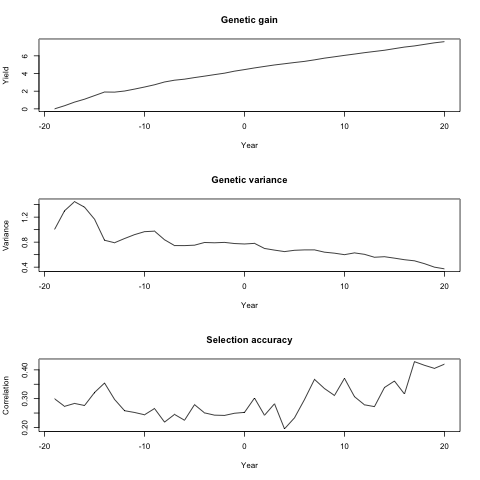 Genetic gain
Yield
0 2 4 6
-20 -10 0 10 20
Year
Genetic variance
Variance
0.4 0.8 1.2
-20 -10 0 10 20
Year
Selection accuracy
Correlation
0.20 0.30 0.40
-20 -10 0 10 20
Year